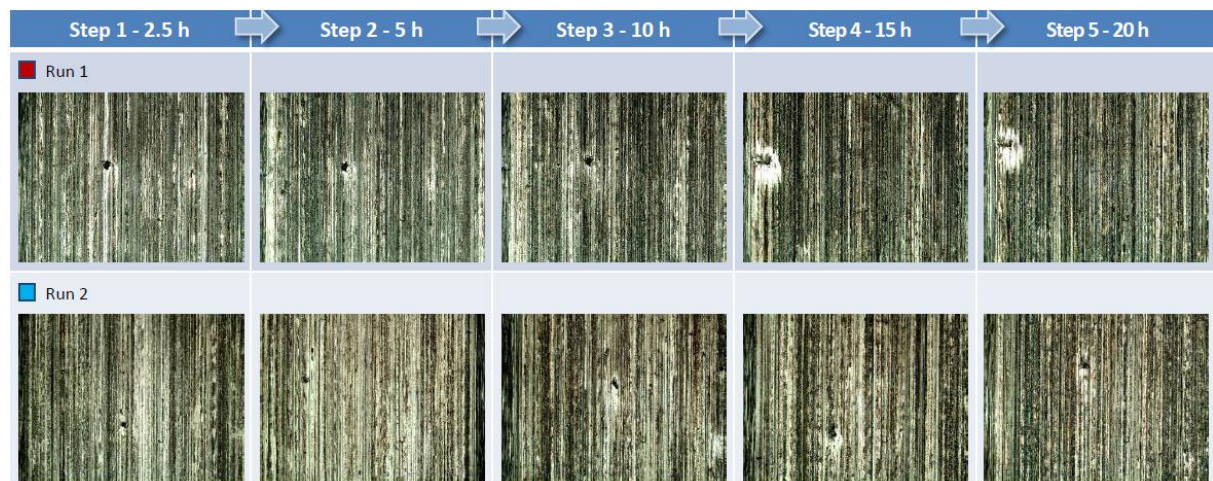 Step 1 - 2.5 h
Step 2 - 5 h
Step 3 - 10 h
Step 4 - 15 h
Step 5 - 20 h
Run 1
Run 2